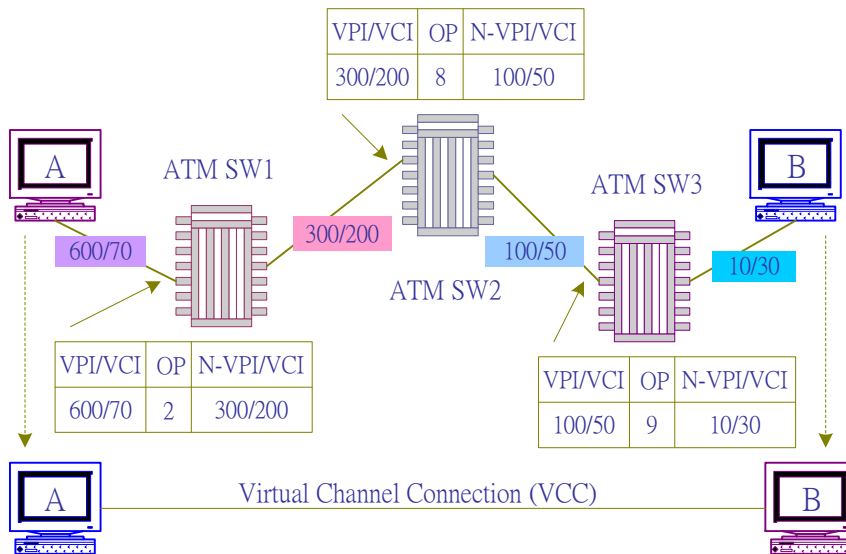 VPI/VCI OP N-VPI/VCI
300/200 8 100/50
A
ATM SW1
ATM SW2
ATM SW3
B
600/70
300/200
100/50
10/30
VPI/VCI OP N-VPI/VCI
600/70 2 300/200
VPI/VCI OP N-VPI/VCI
100/50 9 10/30
A
Virtual Channel Connection (VCC)
B